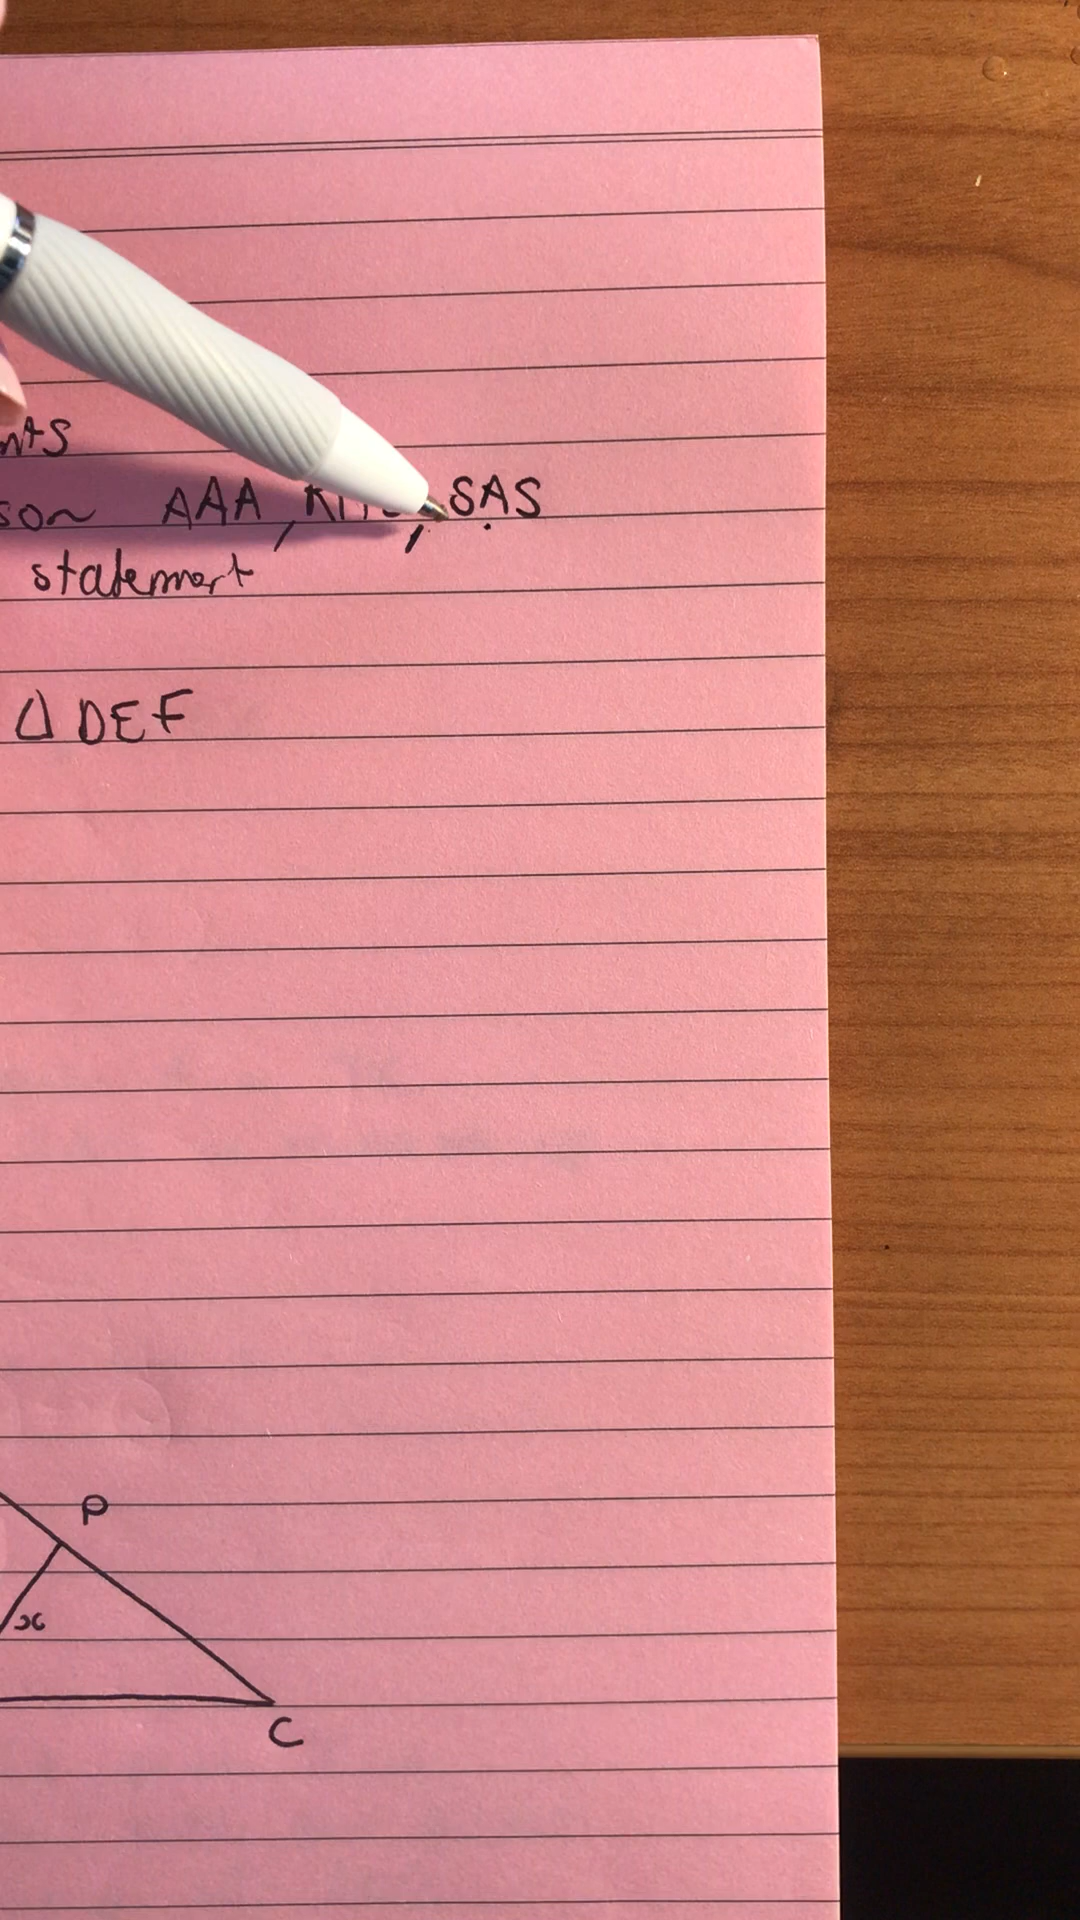 AAA, SAS
statement
△ DEF
P
x
C